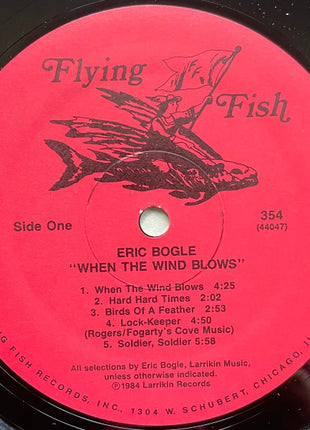 Flying
Fish
Side One
354
(44047)
ERIC BOGLE
"WHEN THE WIND BLOWS"
1. When The Wind Blows 4:25
2. Hard Hard Times 2:02
3. Birds Of A Feather 2:49
4. Lock-Keeper 4:50
(Rogers/Fogarty's Cove Music)
5. Soldier, Soldier 5:58
All selections by Eric Bogle, Larrikin Music,
unless otherwise indicated.
Ⓟ1984 Larrikin Records
FISH RECORDS, INC., 1304 W. SCHUBERT, CHICAGO,